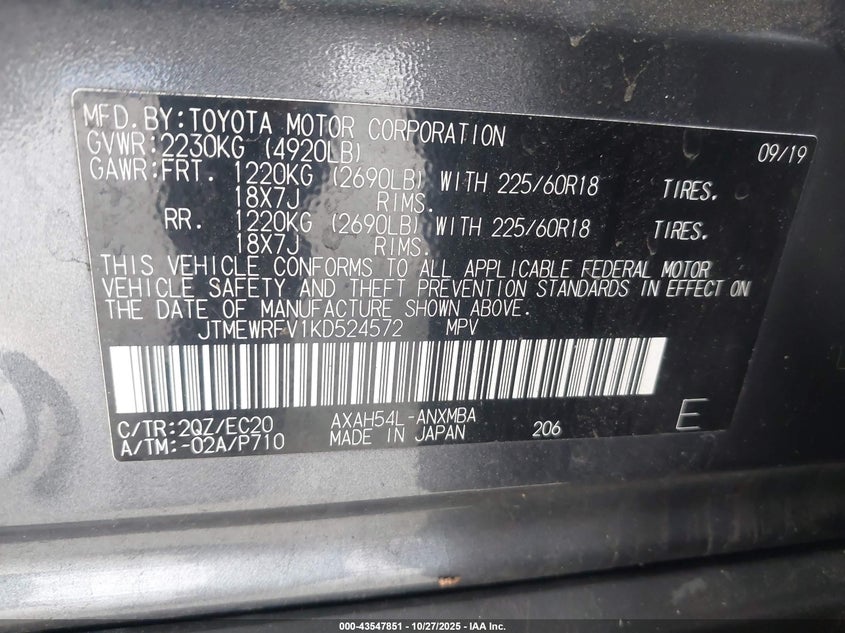 MFD.BY:TOYOTA MOTOR CORPORATION 09/19
GVWR:2230KG (4920LB)
GAWR:FRT. 1220KG (2690LB) WITH 225/60R18 TIRES.
18X7J RIMS.
RR. 1220KG (2690LB) WITH 225/60R18 TIRES.
18X7J RIMS.
THIS VEHICLE CONFORMS TO ALL APPLICABLE FEDERAL MOTOR
VEHICLE SAFETY AND THEFT PREVENTION STANDARDS IN EFFECT ON
THE DATE OF MANUFACTURE SHOWN ABOVE.
JTMEWRFV1KD524572 MPV
C/TR:2QZ/EC20 AXAH54L-ANXMBA
A/TM:-02A/P710 MADE IN JAPAN 206 E
000-43547851 | 10/27/2025 - IAA Inc.